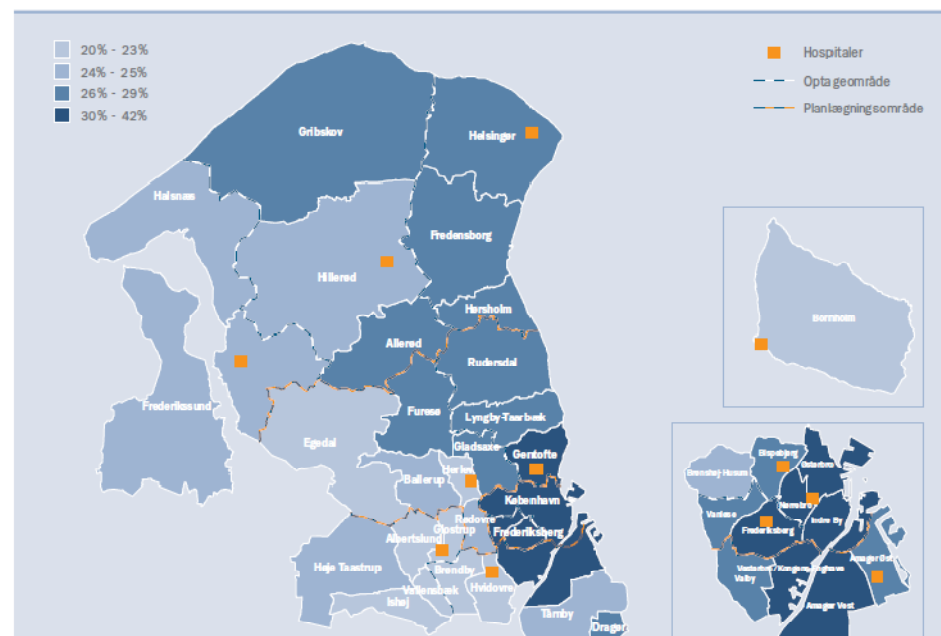 20% - 23%
24% - 25%
26% - 29%
30% - 42%
Hospitaler
Optageområde
Planlægningsområde
Gribskov
Helsingør
Halsnæs
Fredensborg
Hillerød
Hørsholm
Allerød
Rudersdal
Frederikssund
Furesø
Lyngby-Taarbæk
Egedal
Gladsaxe
Gentofte
Herlev
Ballerup
København
Rødovre
Glostrup
Frederiksberg
Albertslund
Høje Taastrup
Brøndby
Vallensbæk
Hvidovre
Ishøj
Tårnby
Dragør
Bornholm
Bispebjerg
Østerbro
Brønshøj-Husum
Vanløse
Nørrebro
Indre By
Frederiksberg
Amager Øst
Valby
Amager Vest